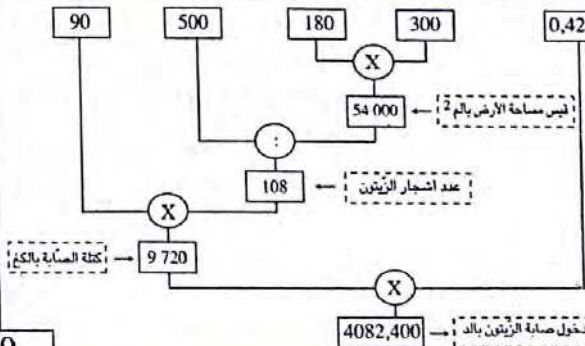 90 500 180 300 0,42
X
54 000 قيس مساحة الأرض بالم²
:
108 عدد أشجار الزيتون
X
9 720 كتلة الصابة بالكغ
X
4082,400 صابة الزيتون بالد